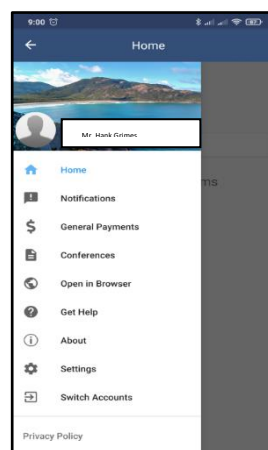 9:00
Home
Mr. Hank Grimes
Home
ms
Notifications
General Payments
Conferences
Open in Browser
Get Help
About
Settings
Switch Accounts
Privacy Policy